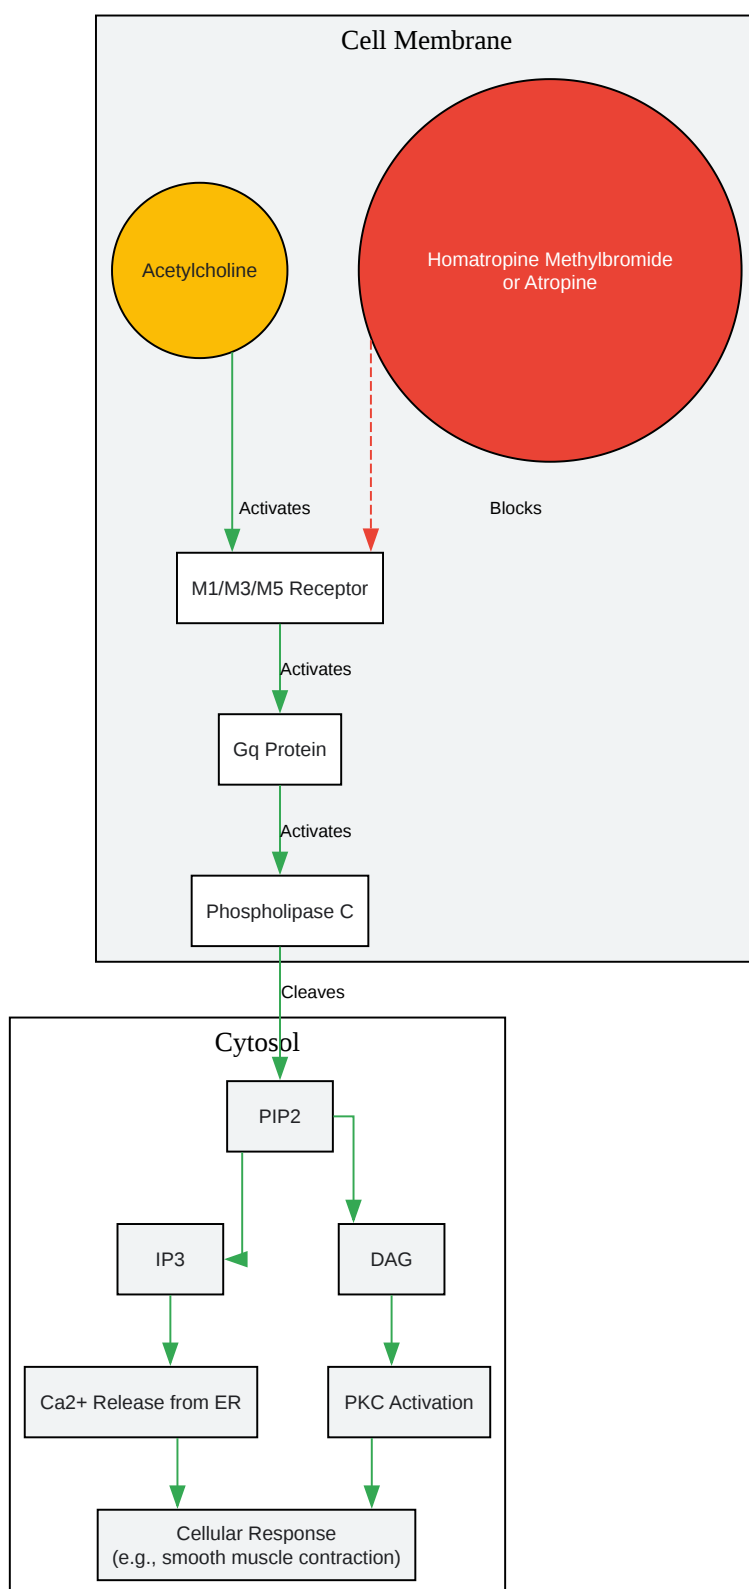 Cell Membrane
Acetylcholine
Homatropine Methylbromide
or Atropine
Activates
Blocks
M1/M3/M5 Receptor
Activates
Gq Protein
Activates
Phospholipase C
Cleaves
Cytosol
PIP2
IP3
DAG
Ca2+ Release from ER
PKC Activation
Cellular Response
(e.g., smooth muscle contraction)